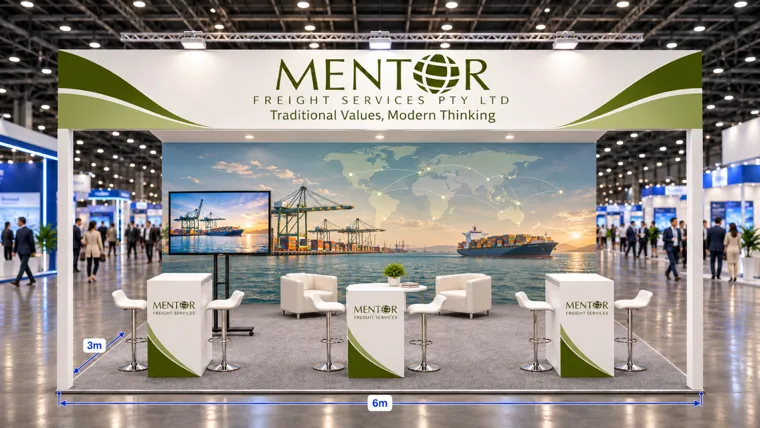 MENTOR
FREIGHT SERVICES PTY LTD
Traditional Values, Modern Thinking
MENTOR
FREIGHT SERVICES
MENTOR
FREIGHT SERVICES
MENTOR
FREIGHT SERVICES
3m
6m